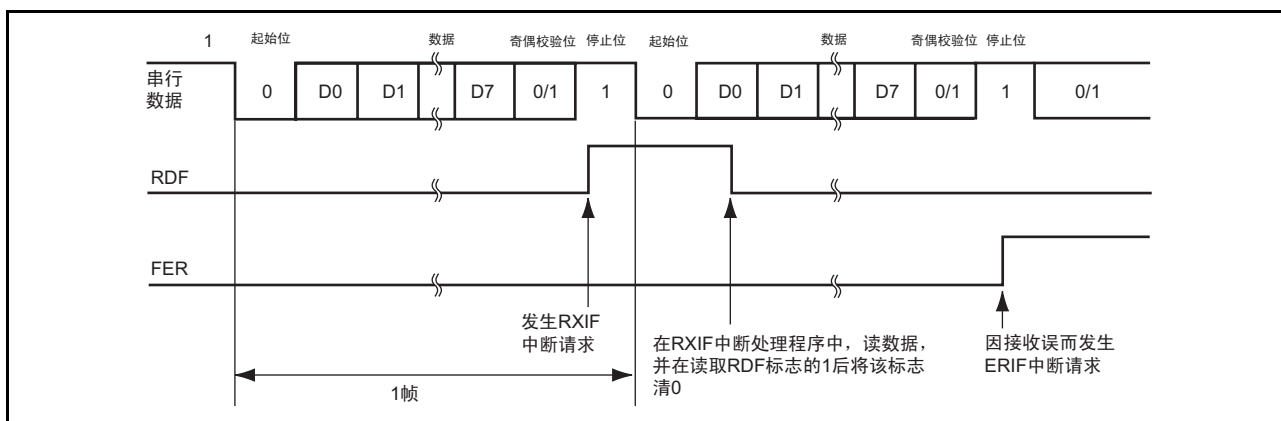 1 起始位 数据 奇偶校验位 停止位 起始位 数据 奇偶校验位 停止位
串行
数据
0 D0 D1 D7 0/1 1 0 D0 D1 D7 0/1 1 0/1
RDF
FER
发生RXIF
中断请求
在RXIF中断处理程序中，读数据，
并在读取RDF标志的1后将该标志
清0
因接收误而发生
ERIF中断请求
1帧